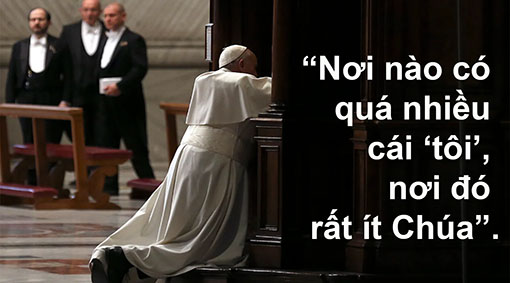 “Nơi nào có
quá nhiều
cái ‘tôi’,
nơi đó
rất ít Chúa”.